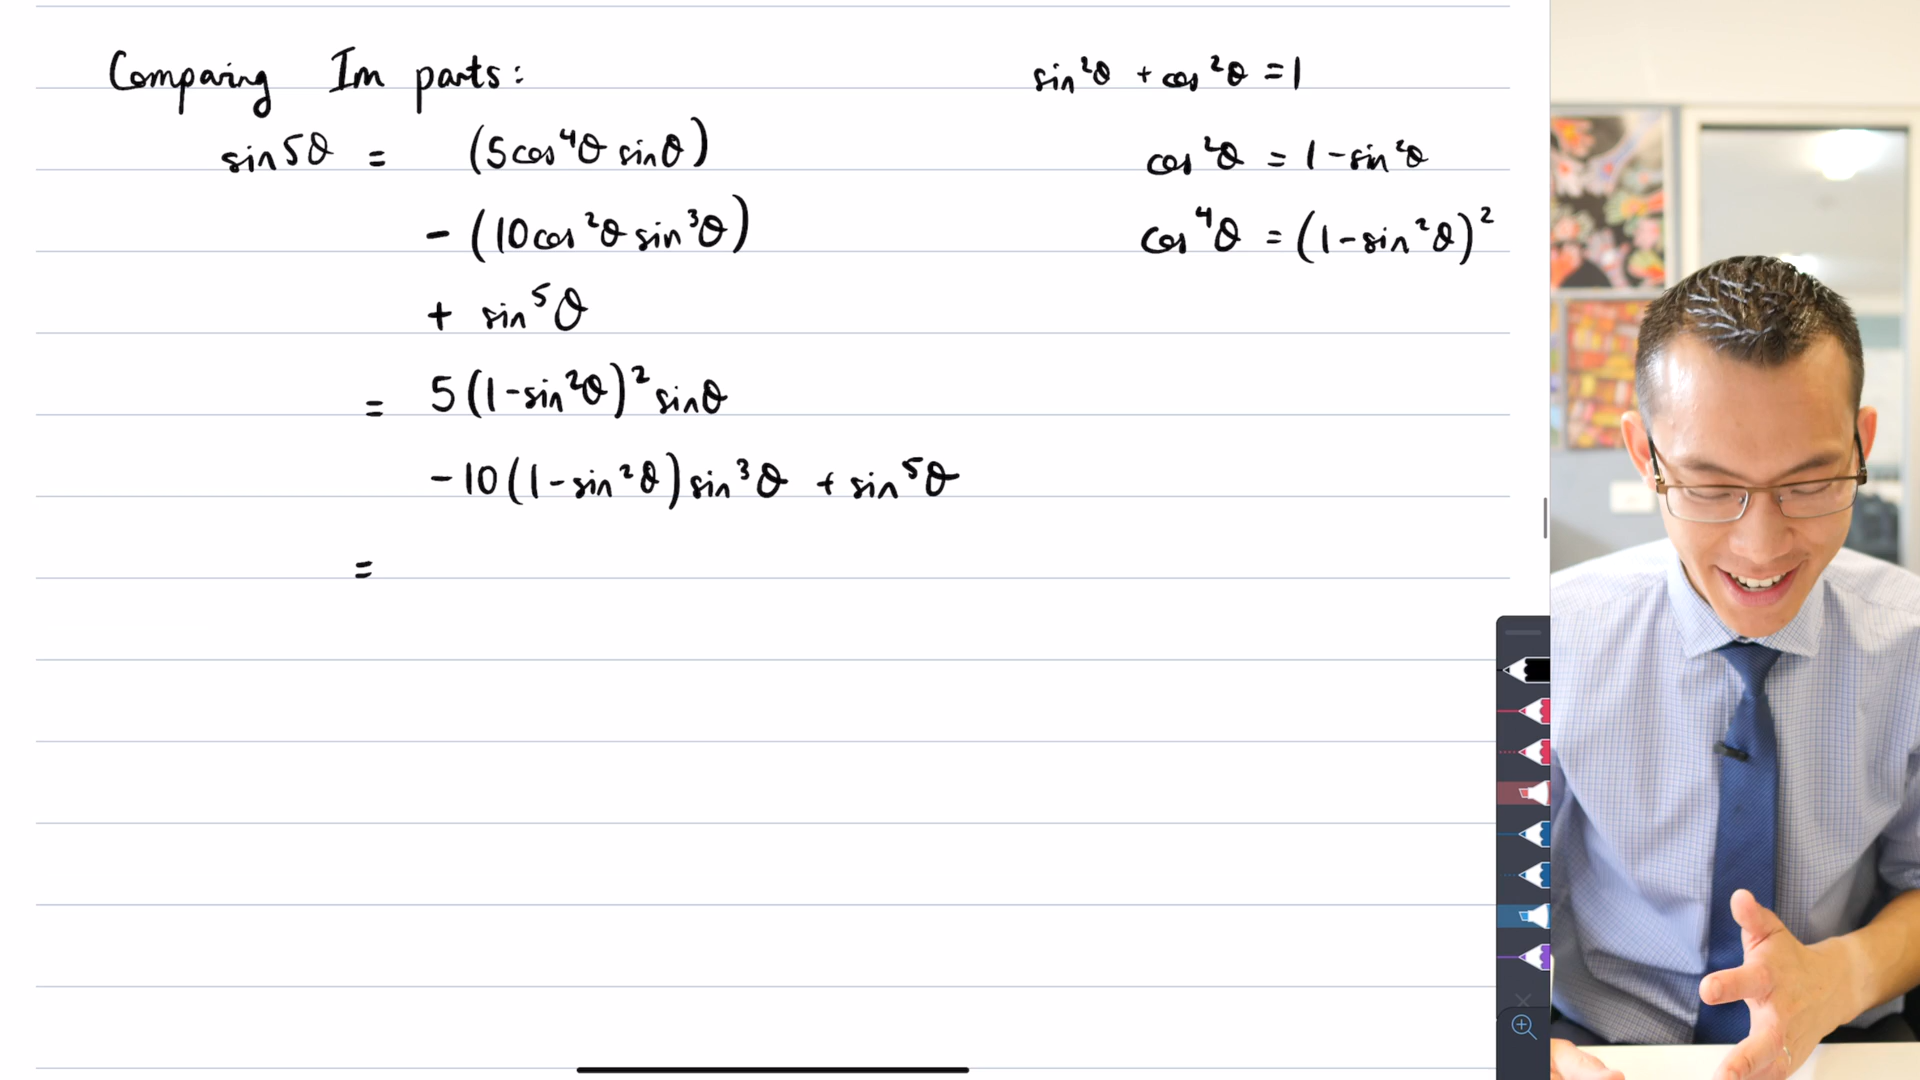 Comparing Im parts:
sin5θ = (5cos⁴θ sinθ)
- (10cos²θ sin³θ)
+ sin⁵θ
= 5(1-sin²θ)² sinθ
-10(1-sin²θ)sin³θ + sin⁵θ
=
sin²θ + cos²θ = 1
cos²θ = 1-sin²θ
cos⁴θ = (1-sin²θ)²